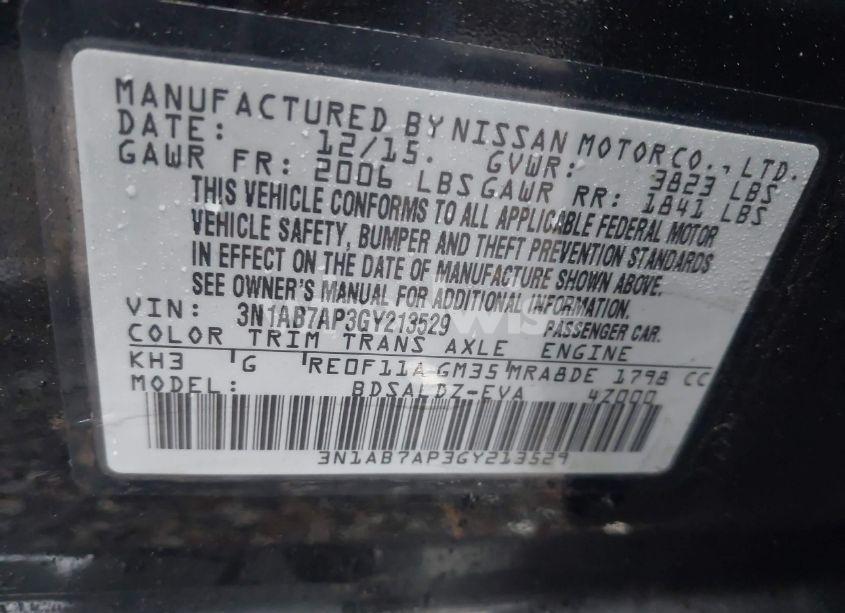 MANUFACTURED BY NISSAN MOTOR CO., LTD.
DATE: 12/15. GVWR: 3823 LBS
GAWR FR: 2006 LBS GAWR RR: 1841 LBS
THIS VEHICLE CONFORMS TO ALL APPLICABLE FEDERAL MOTOR
VEHICLE SAFETY, BUMPER AND THEFT PREVENTION STANDARDS
IN EFFECT ON THE DATE OF MANUFACTURE SHOWN ABOVE.
SEE OWNER'S MANUAL FOR ADDITIONAL INFORMATION.
VIN: 3N1AB7AP3GY213529 PASSENGER CAR.
COLOR TRIM TRANS AXLE ENGINE
KH3 G RE0F11A GM35 MRA8DE 1798 CC
MODEL: BDSALDZ-EVA 4Z000
3N1AB7AP3GY213529